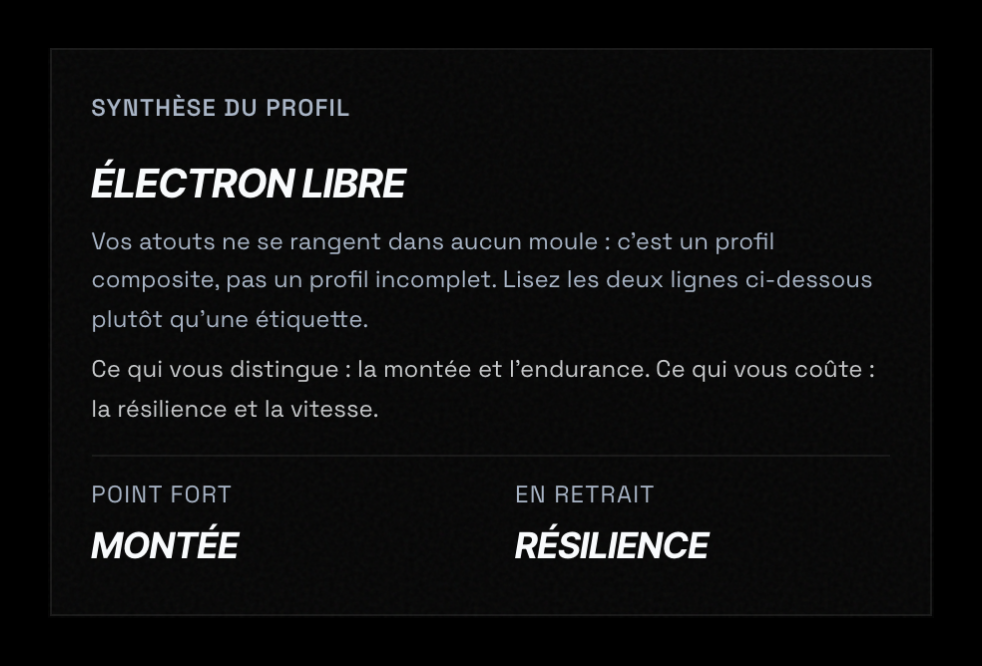 SYNTHÈSE DU PROFIL
ÉLECTRON LIBRE
Vos atouts ne se rangent dans aucun moule : c’est un profil
composite, pas un profil incomplet. Lisez les deux lignes ci-dessous
plutôt qu’une étiquette.
Ce qui vous distingue : la montée et l’endurance. Ce qui vous coûte :
la résilience et la vitesse.
POINT FORT
MONTÉE
EN RETRAIT
RÉSILIENCE